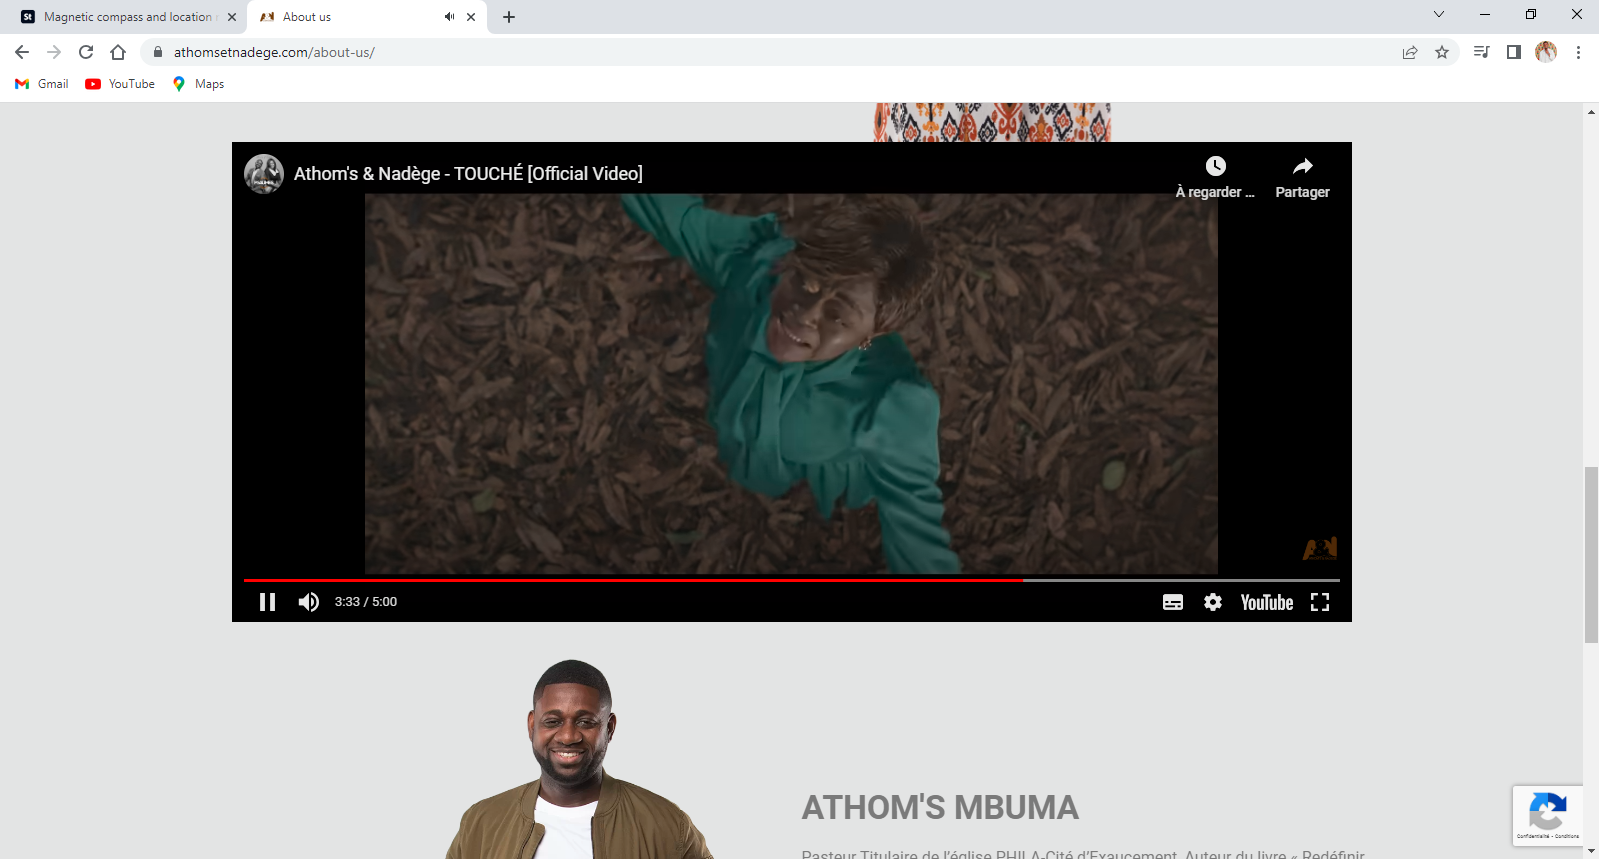 St Magnetic compass and location
About us
athomsetnadege.com/about-us/
Gmail YouTube Maps
Athom's & Nadège - TOUCHÉ [Official Video]
À regarder ... Partager
3:33 / 5:00
YouTube
ATHOM'S MBUMA
Pasteur Titulaire de l'église PHILA-Cité d'Exaucement, Auteur du livre « Redéfinir
Confidentialité - Conditions